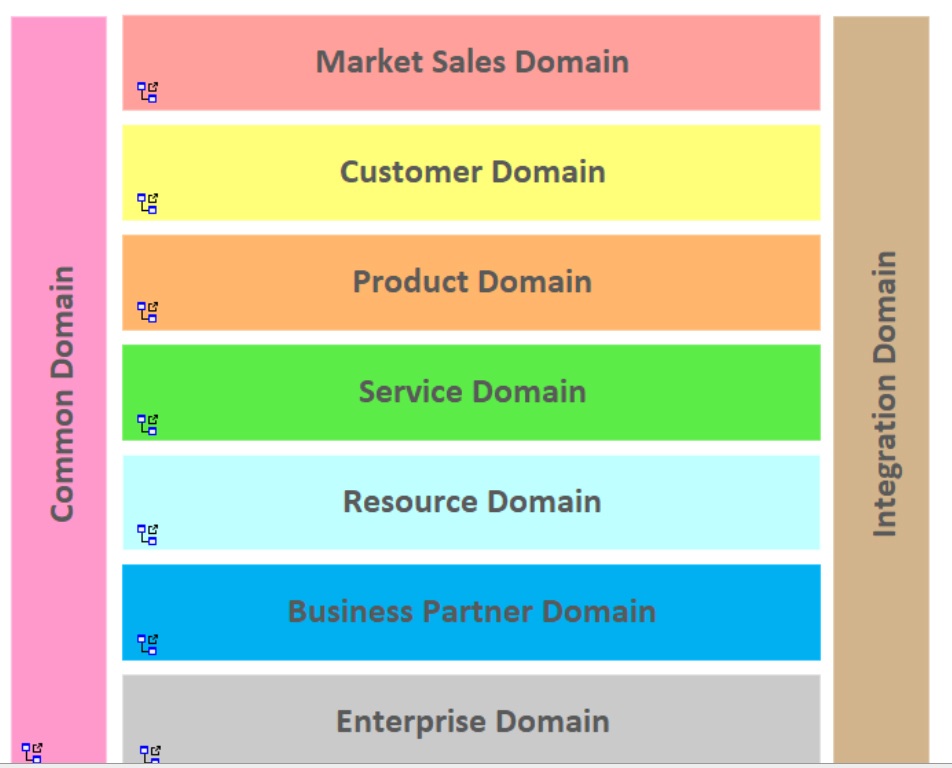 Common Domain
Market Sales Domain
Customer Domain
Product Domain
Service Domain
Resource Domain
Business Partner Domain
Enterprise Domain
Integration Domain